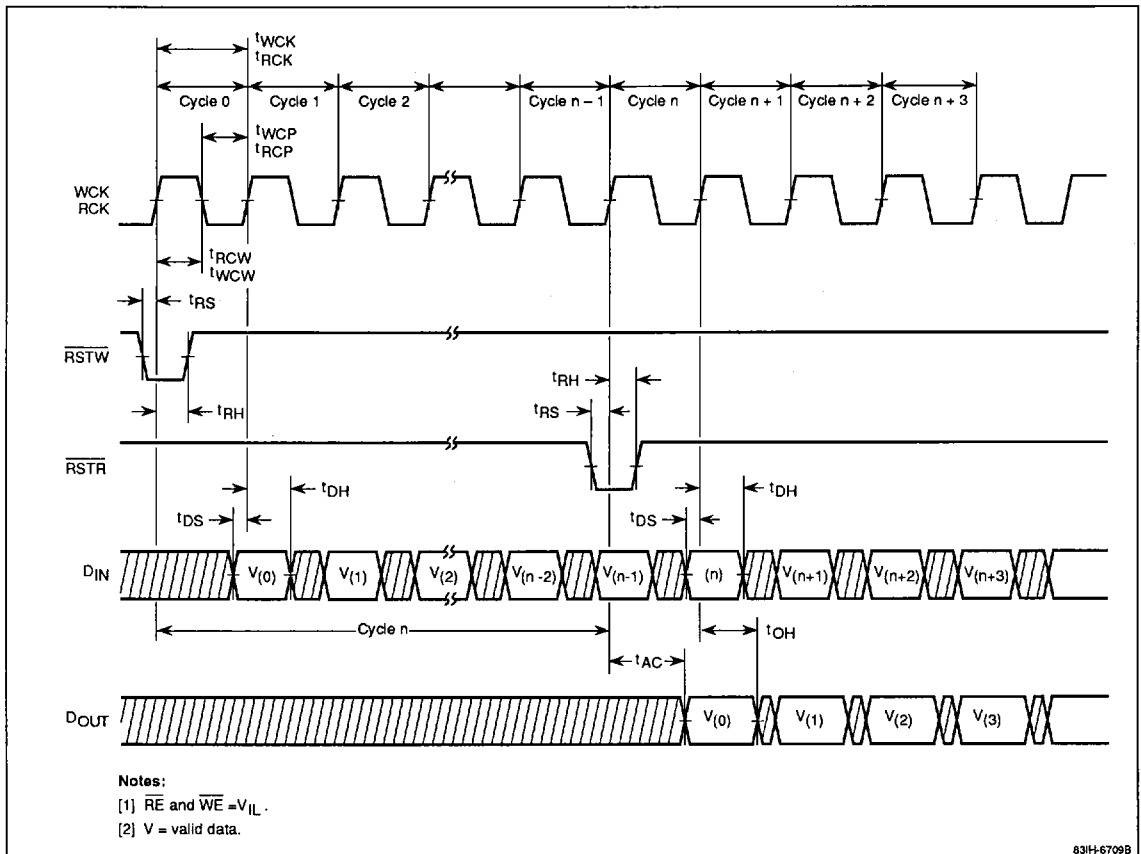 tWCK
tRCK
Cycle 0 Cycle 1 Cycle 2 Cycle n – 1 Cycle n Cycle n + 1 Cycle n + 2 Cycle n + 3
tWCP
tRCP
WCK
RCK
tRCW
tWCW
tRS
RSTW
tRH
tRH
tRS
RSTR
tDH
tDH
tDS
tDS
DIN
V(0) V(1) V(2) V(n-2) V(n-1) (n) V(n+1) V(n+2) V(n+3)
Cycle n
tOH
tAC
DOUT
V(0) V(1) V(2) V(3)
Notes:
[1] RE and WE =VIL .
[2] V = valid data.
83IH-6709B